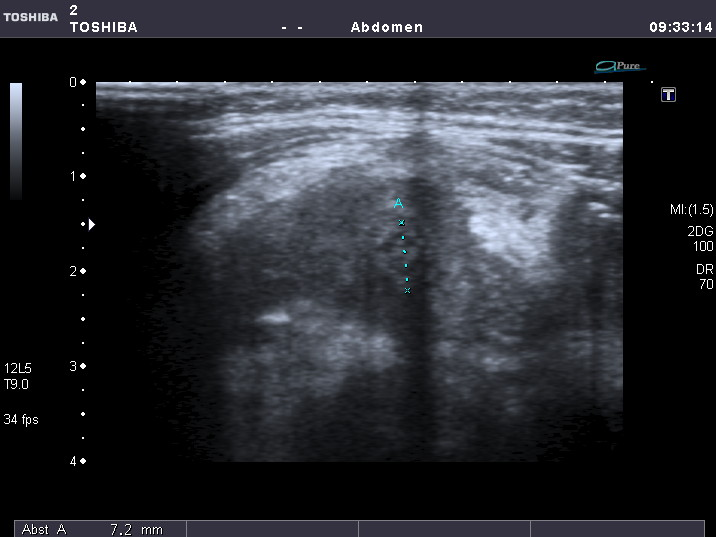 TOSHIBA
2
TOSHIBA - - Abdomen 09:33:14
Pure
T
0
1
2
3
4
A
MI:(1.5)
2DG
100
DR
70
12L5
T9.0
34 fps
Abst A 7.2 mm